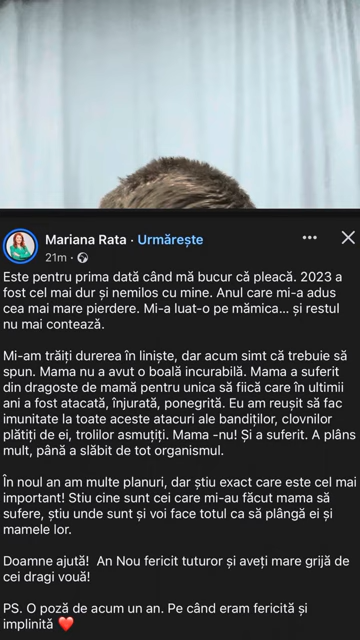 Mariana Rata · Urmărește
21m ·
Este pentru prima dată când mă bucur că pleacă. 2023 a
fost cel mai dur și nemilos cu mine. Anul care mi-a adus
cea mai mare pierdere. Mi-a luat-o pe mămica... și restul
nu mai contează.
Mi-am trăiți durerea în liniște, dar acum simt că trebuie să
spun. Mama nu a avut o boală incurabilă. Mama a suferit
din dragoste de mamă pentru unica să fiică care în ultimii
ani a fost atacată, înjurată, ponegrită. Eu am reușit să fac
imunitate la toate aceste atacuri ale bandiților, clovnilor
plătiți de ei, trolilor asmuțiți. Mama -nu! Și a suferit. A plâns
mult, până a slăbit de tot organismul.
În noul an am multe planuri, dar știu exact care este cel mai
important! Stiu cine sunt cei care mi-au făcut mama să
sufere, știu unde sunt și voi face totul ca să plângă ei și
mamele lor.
Doamne ajută! An Nou fericit tuturor și aveți mare grijă de
cei dragi vouă!
PS. O poză de acum un an. Pe când eram fericită și
implinită ❤️